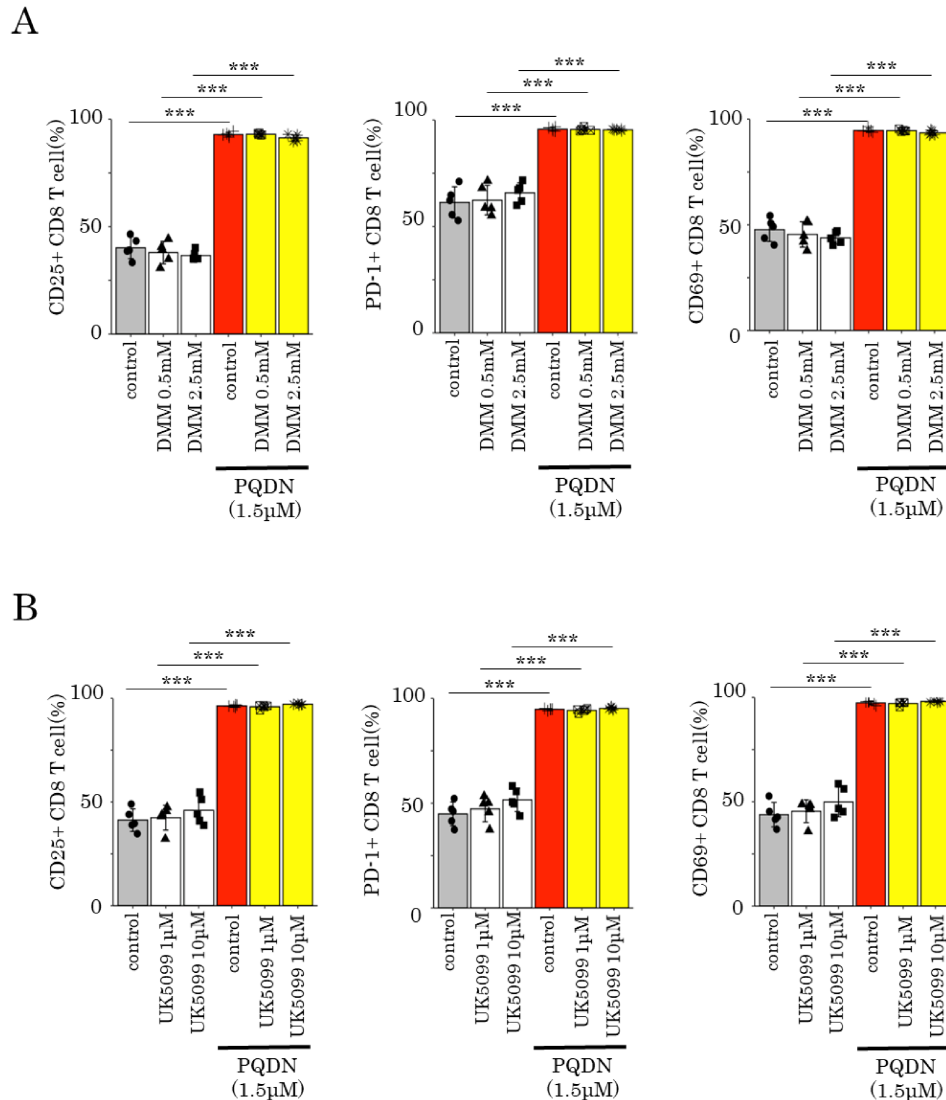 A
*** *** ***
*** *** ***
*** *** ***
CD25+ CD8 T cell(%)
100
50
0
control
DMM 0.5mM
DMM 2.5mM
control
DMM 0.5mM
DMM 2.5mM
PQDN
(1.5µM)
PD-1+ CD8 T cell(%)
100
50
0
control
DMM 0.5mM
DMM 2.5mM
control
DMM 0.5mM
DMM 2.5mM
PQDN
(1.5µM)
CD69+ CD8 T cell(%)
100
50
0
control
DMM 0.5mM
DMM 2.5mM
control
DMM 0.5mM
DMM 2.5mM
PQDN
(1.5µM)
B
*** *** ***
*** *** ***
*** *** ***
CD25+ CD8 T cell(%)
100
50
0
control
UK5099 1µM
UK5099 10µM
control
UK5099 1µM
UK5099 10µM
PQDN
(1.5µM)
PD-1+ CD8 T cell(%)
100
50
0
control
UK5099 1µM
UK5099 10µM
control
UK5099 1µM
UK5099 10µM
PQDN
(1.5µM)
CD69+ CD8 T cell(%)
100
50
0
control
UK5099 1µM
UK5099 10µM
control
UK5099 1µM
UK5099 10µM
PQDN
(1.5µM)